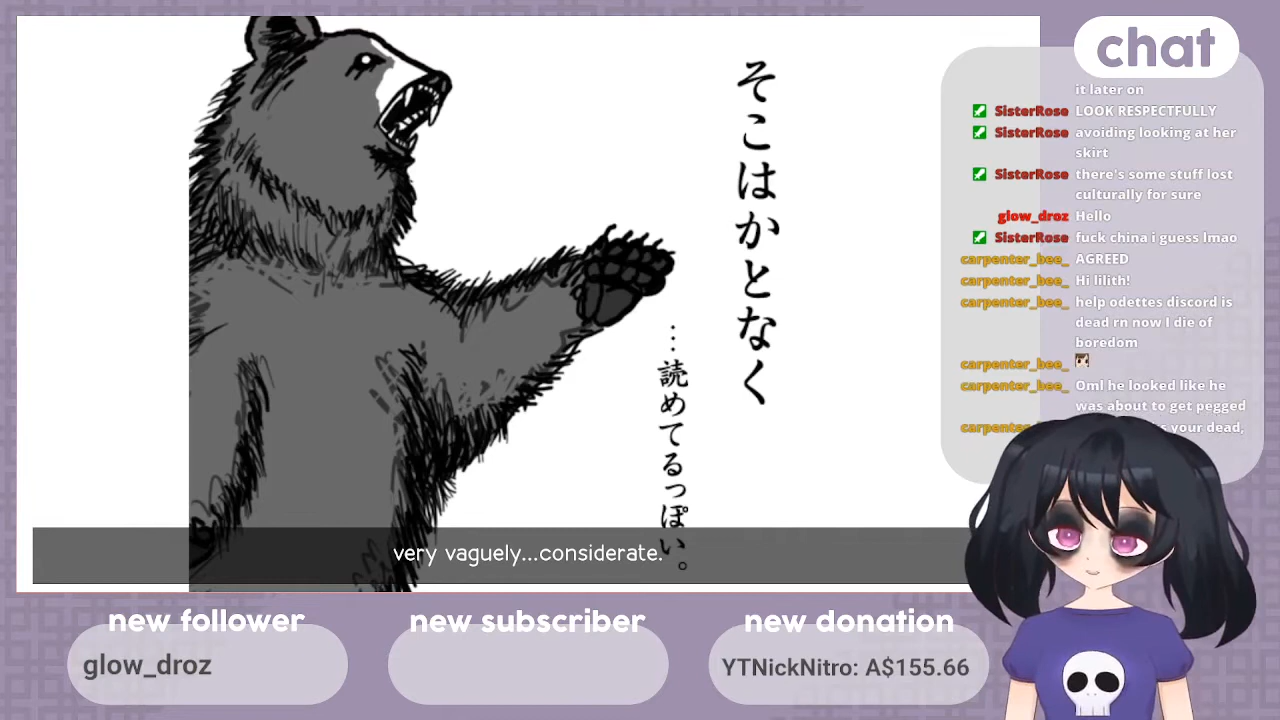 そこはかとなく
…読めてるっぽい。
very vaguely...considerate.
chat
it later on
SisterRose LOOK RESPECTFULLY
SisterRose avoiding looking at her
skirt
SisterRose there's some stuff lost
culturally for sure
glow_droz Hello
SisterRose fuck china i guess lmao
carpenter_bee_ AGREED
carpenter_bee_ Hi lilith!
carpenter_bee_ help odettes discord is
dead rn now I die of
boredom
carpenter_bee_
carpenter_bee_ Oml he looked like he
was about to get pegged
your dead,
new follower
glow_droz
new subscriber
new donation
YTNickNitro: A$155.66